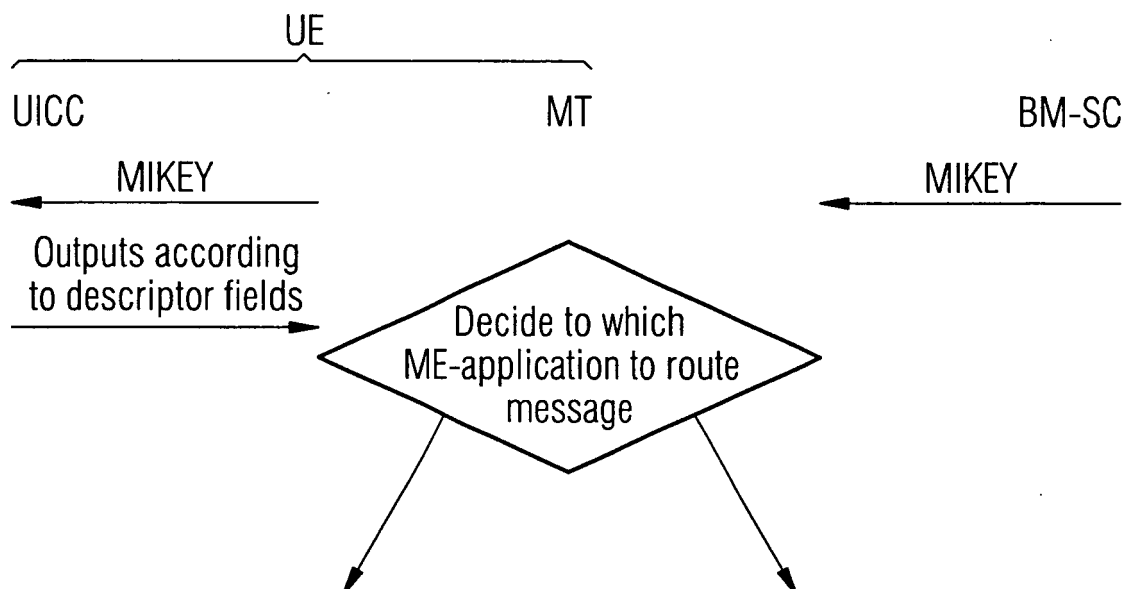 UE
UICC
MT
BM-SC
MIKEY
MIKEY
Outputs according
to descriptor fields
Decide to which
ME-application to route
message